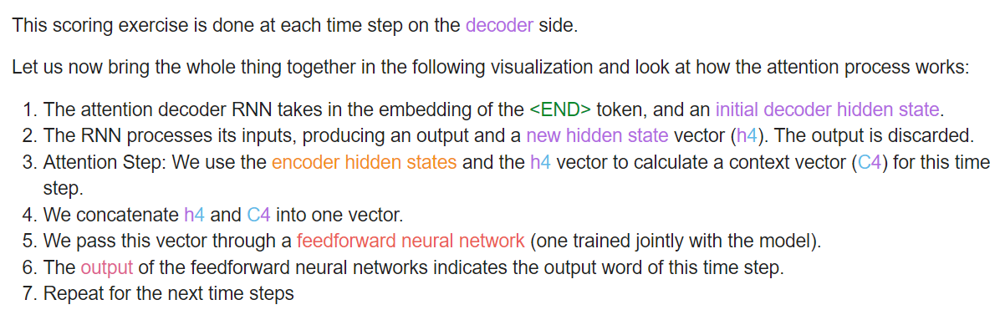 This scoring exercise is done at each time step on the decoder side.
Let us now bring the whole thing together in the following visualization and look at how the attention process works:
1. The attention decoder RNN takes in the embedding of the <END> token, and an initial decoder hidden state.
2. The RNN processes its inputs, producing an output and a new hidden state vector (h4). The output is discarded.
3. Attention Step: We use the encoder hidden states and the h4 vector to calculate a context vector (C4) for this time
step.
4. We concatenate h4 and C4 into one vector.
5. We pass this vector through a feedforward neural network (one trained jointly with the model).
6. The output of the feedforward neural networks indicates the output word of this time step.
7. Repeat for the next time steps